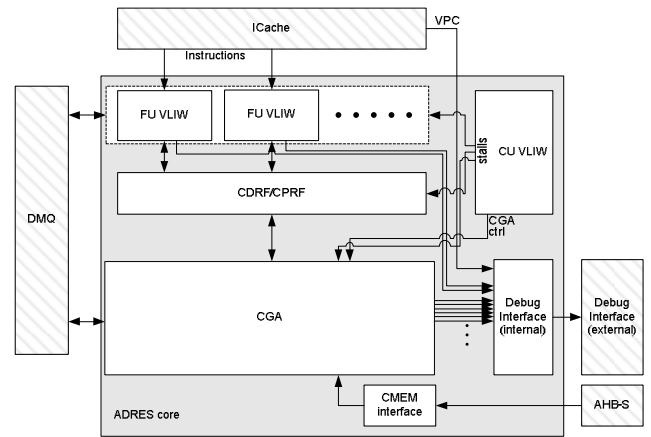 ICache
VPC
Instructions
FU VLIW
FU VLIW
stalls
CU VLIW
DMQ
CDRF/CPRF
CGA
ctrl
CGA
Debug
Interface
(internal)
Debug
Interface
(external)
CMEM
interface
AHB-S
ADRES core